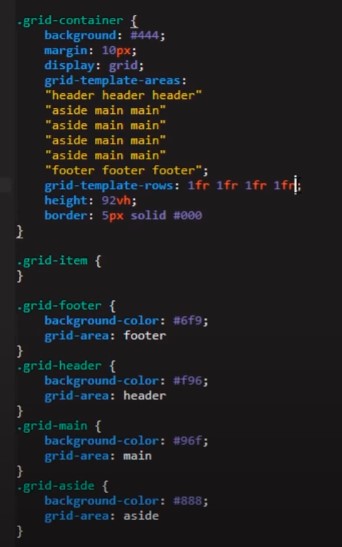 .grid-container {
background: #444;
margin: 10px;
display: grid;
grid-template-areas:
"header header header"
"aside main main"
"aside main main"
"aside main main"
"aside main main"
"footer footer footer";
grid-template-rows: 1fr 1fr 1fr 1fr;
height: 92vh;
border: 5px solid #000
}
.grid-item {
}
.grid-footer {
background-color: #6f9;
grid-area: footer
}
.grid-header {
background-color: #f96;
grid-area: header
}
.grid-main {
background-color: #96f;
grid-area: main
}
.grid-aside {
background-color: #888;
grid-area: aside
}